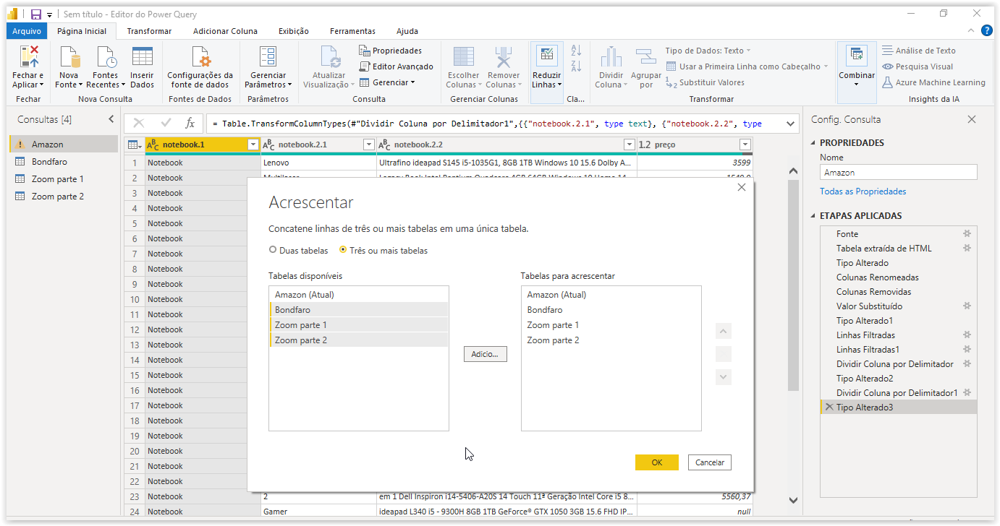 Sem título - Editor do Power Query
Arquivo Página Inicial Transformar Adicionar Coluna Exibição Ferramentas Ajuda
Fechar e Aplicar
Nova Fonte
Fontes Recentes
Inserir Dados
Configurações da fonte de dados
Gerenciar Parâmetros
Atualizar Visualização
Propriedades
Editor Avançado
Gerenciar
Escolher Colunas
Remover Colunas
Reduzir Linhas
Dividir Coluna
Agrupar por
Tipo de Dados: Texto
Usar a Primeira Linha como Cabeçalho
Substituir Valores
Combinar
Análise de Texto
Pesquisa Visual
Azure Machine Learning
Fechar Nova Consulta Fontes de Dados Parâmetros Consulta Gerenciar Colunas Cla... Transformar Insights da IA
Consultas [4]
Amazon
Bondfaro
Zoom parte 1
Zoom parte 2
fx = Table.TransformColumnTypes(#"Dividir Coluna por Delimitador1",{{"notebook.2.1", type text}, {"notebook.2.2", type
ABC notebook.1 ABC notebook.2.1 ABC notebook.2.2 1.2 preço
1 Notebook Lenovo Ultrafino ideapad S145 i5-1035G1, 8GB 1TB Windows 10 15.6 Dolby A... 3599
2 Notebook
3 Notebook
4 Notebook
5 Notebook
6 Notebook
7 Notebook
8 Notebook
9 Notebook
10 Notebook
11 Notebook
12 Notebook
13 Notebook
14 Notebook
15 Notebook
16 Notebook
17 Notebook
18 Notebook
19 Notebook
20 Notebook
21 Notebook
22 Notebook
23 Notebook 2 em 1 Dell Inspiron i14-5406-A20S 14 Touch 11ª Geração Intel Core i5 8... 5560,37
24 Notebook Gamer ideapad L340 i5 - 9300H 8GB 1TB GeForce® GTX 1050 3GB 15.6 FHD IP... null
Acrescentar
Concatene linhas de três ou mais tabelas em uma única tabela.
Duas tabelas Três ou mais tabelas
Tabelas disponíveis
Amazon (Atual)
Bondfaro
Zoom parte 1
Zoom parte 2
Adicio...
Tabelas para acrescentar
Amazon (Atual)
Bondfaro
Zoom parte 1
Zoom parte 2
OK Cancelar
Config. Consulta
PROPRIEDADES
Nome
Amazon
Todas as Propriedades
ETAPAS APLICADAS
Fonte
Tabela extraída de HTML
Tipo Alterado
Colunas Renomeadas
Colunas Removidas
Valor Substituído
Tipo Alterado1
Linhas Filtradas
Linhas Filtradas1
Dividir Coluna por Delimitador
Tipo Alterado2
Dividir Coluna por Delimitador1
Tipo Alterado3